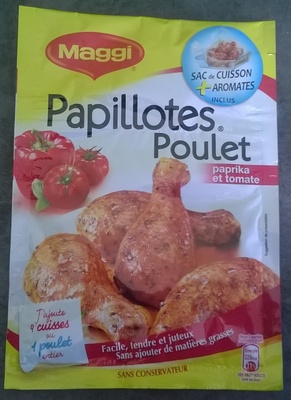 Maggi
SAC de CUISSON
+ AROMATES
INCLUS
Papillotes®
Poulet
paprika
et tomate
J'ajoute
4 cuisses
ou
1 poulet
entier
Facile, tendre et juteux
Sans ajouter de matières grasses
SANS CONSERVATEUR